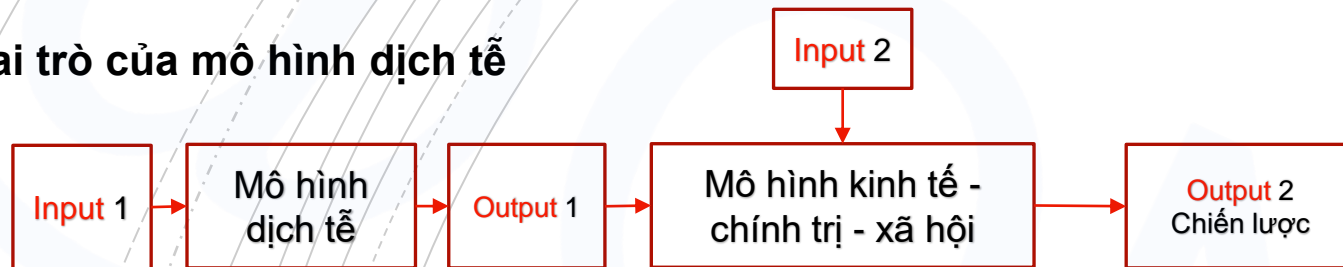 ai trò của mô hình dịch tễ
Input 2
Input 1
Mô hình
dịch tễ
Output 1
Mô hình kinh tế -
chính trị - xã hội
Output 2
Chiến lược